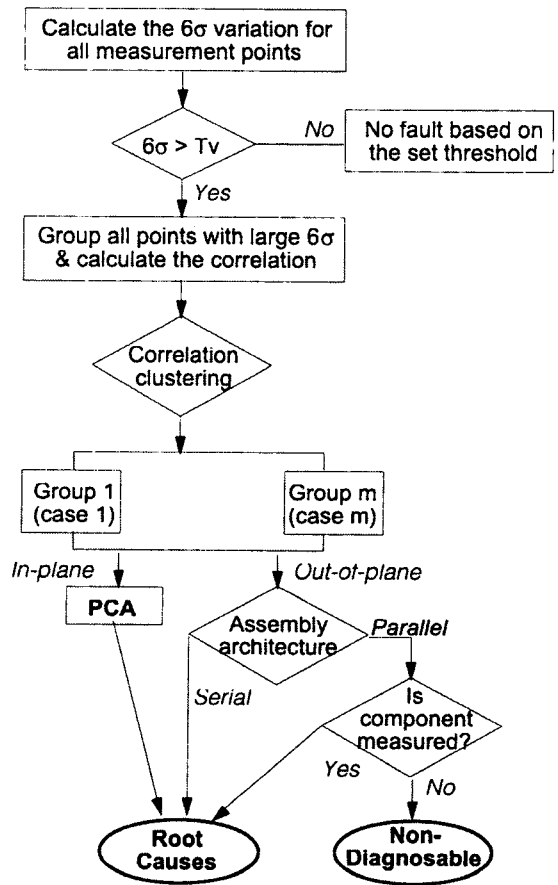 Calculate the 6σ variation for
all measurement points
6σ > Tv
No
No fault based on
the set threshold
Yes
Group all points with large 6σ
& calculate the correlation
Correlation
clustering
Group 1
(case 1)
Group m
(case m)
In-plane
Out-of-plane
PCA
Assembly
architecture
Parallel
Serial
Is
component
measured?
Yes
No
Root
Causes
Non-
Diagnosable